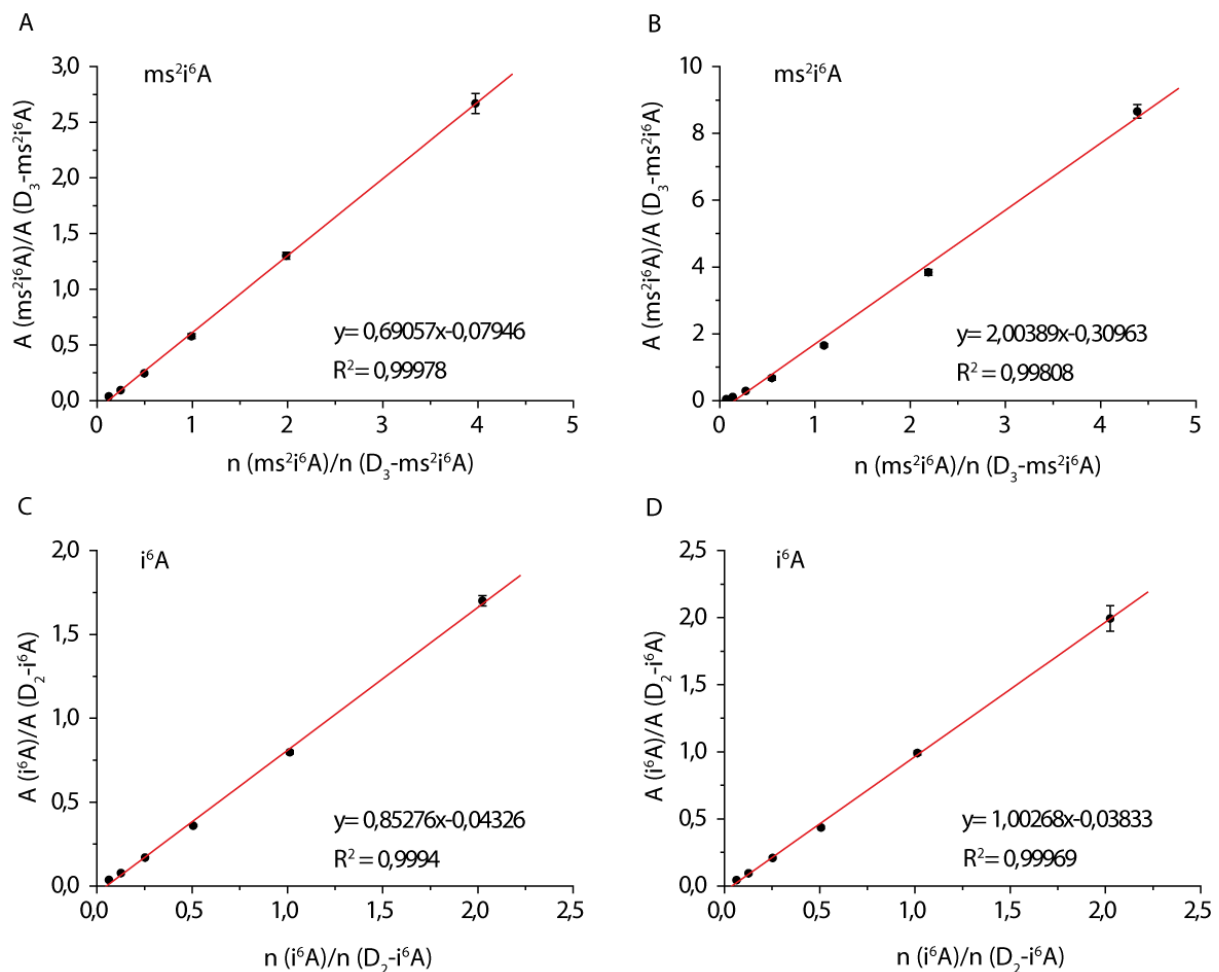 A
ms²i⁶A
3,0
2,5
2,0
1,5
1,0
0,5
0,0
A (ms²i⁶A)/A (D₃-ms²i⁶A)
y= 0,69057x-0,07946
R² = 0,99978
0 1 2 3 4 5
n (ms²i⁶A)/n (D₃-ms²i⁶A)
B
ms²i⁶A
10
8
6
4
2
0
A (ms²i⁶A)/A (D₃-ms²i⁶A)
y= 2,00389x-0,30963
R² = 0,99808
0 1 2 3 4 5
n (ms²i⁶A)/n (D₃-ms²i⁶A)
C
i⁶A
2,0
1,5
1,0
0,5
0,0
A (i⁶A)/A (D₂-i⁶A)
y= 0,85276x-0,04326
R² = 0,9994
0,0 0,5 1,0 1,5 2,0 2,5
n (i⁶A)/n (D₂-i⁶A)
D
i⁶A
2,5
2,0
1,5
1,0
0,5
0,0
A (i⁶A)/A (D₂-i⁶A)
y= 1,00268x-0,03833
R² = 0,99969
0,0 0,5 1,0 1,5 2,0 2,5
n (i⁶A)/n (D₂-i⁶A)